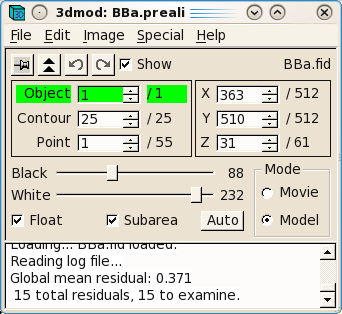 3dmod: BBa.preali
File Edit Image Special Help
Show BBa.fid
Object 1 / 1 X 363 / 512
Contour 25 / 25 Y 510 / 512
Point 1 / 55 Z 31 / 61
Black 88 Mode
White 232 Movie
Float Subarea Auto Model
Loading... BBa.fid loaded.
Reading log file...
Global mean residual: 0.371
15 total residuals, 15 to examine.